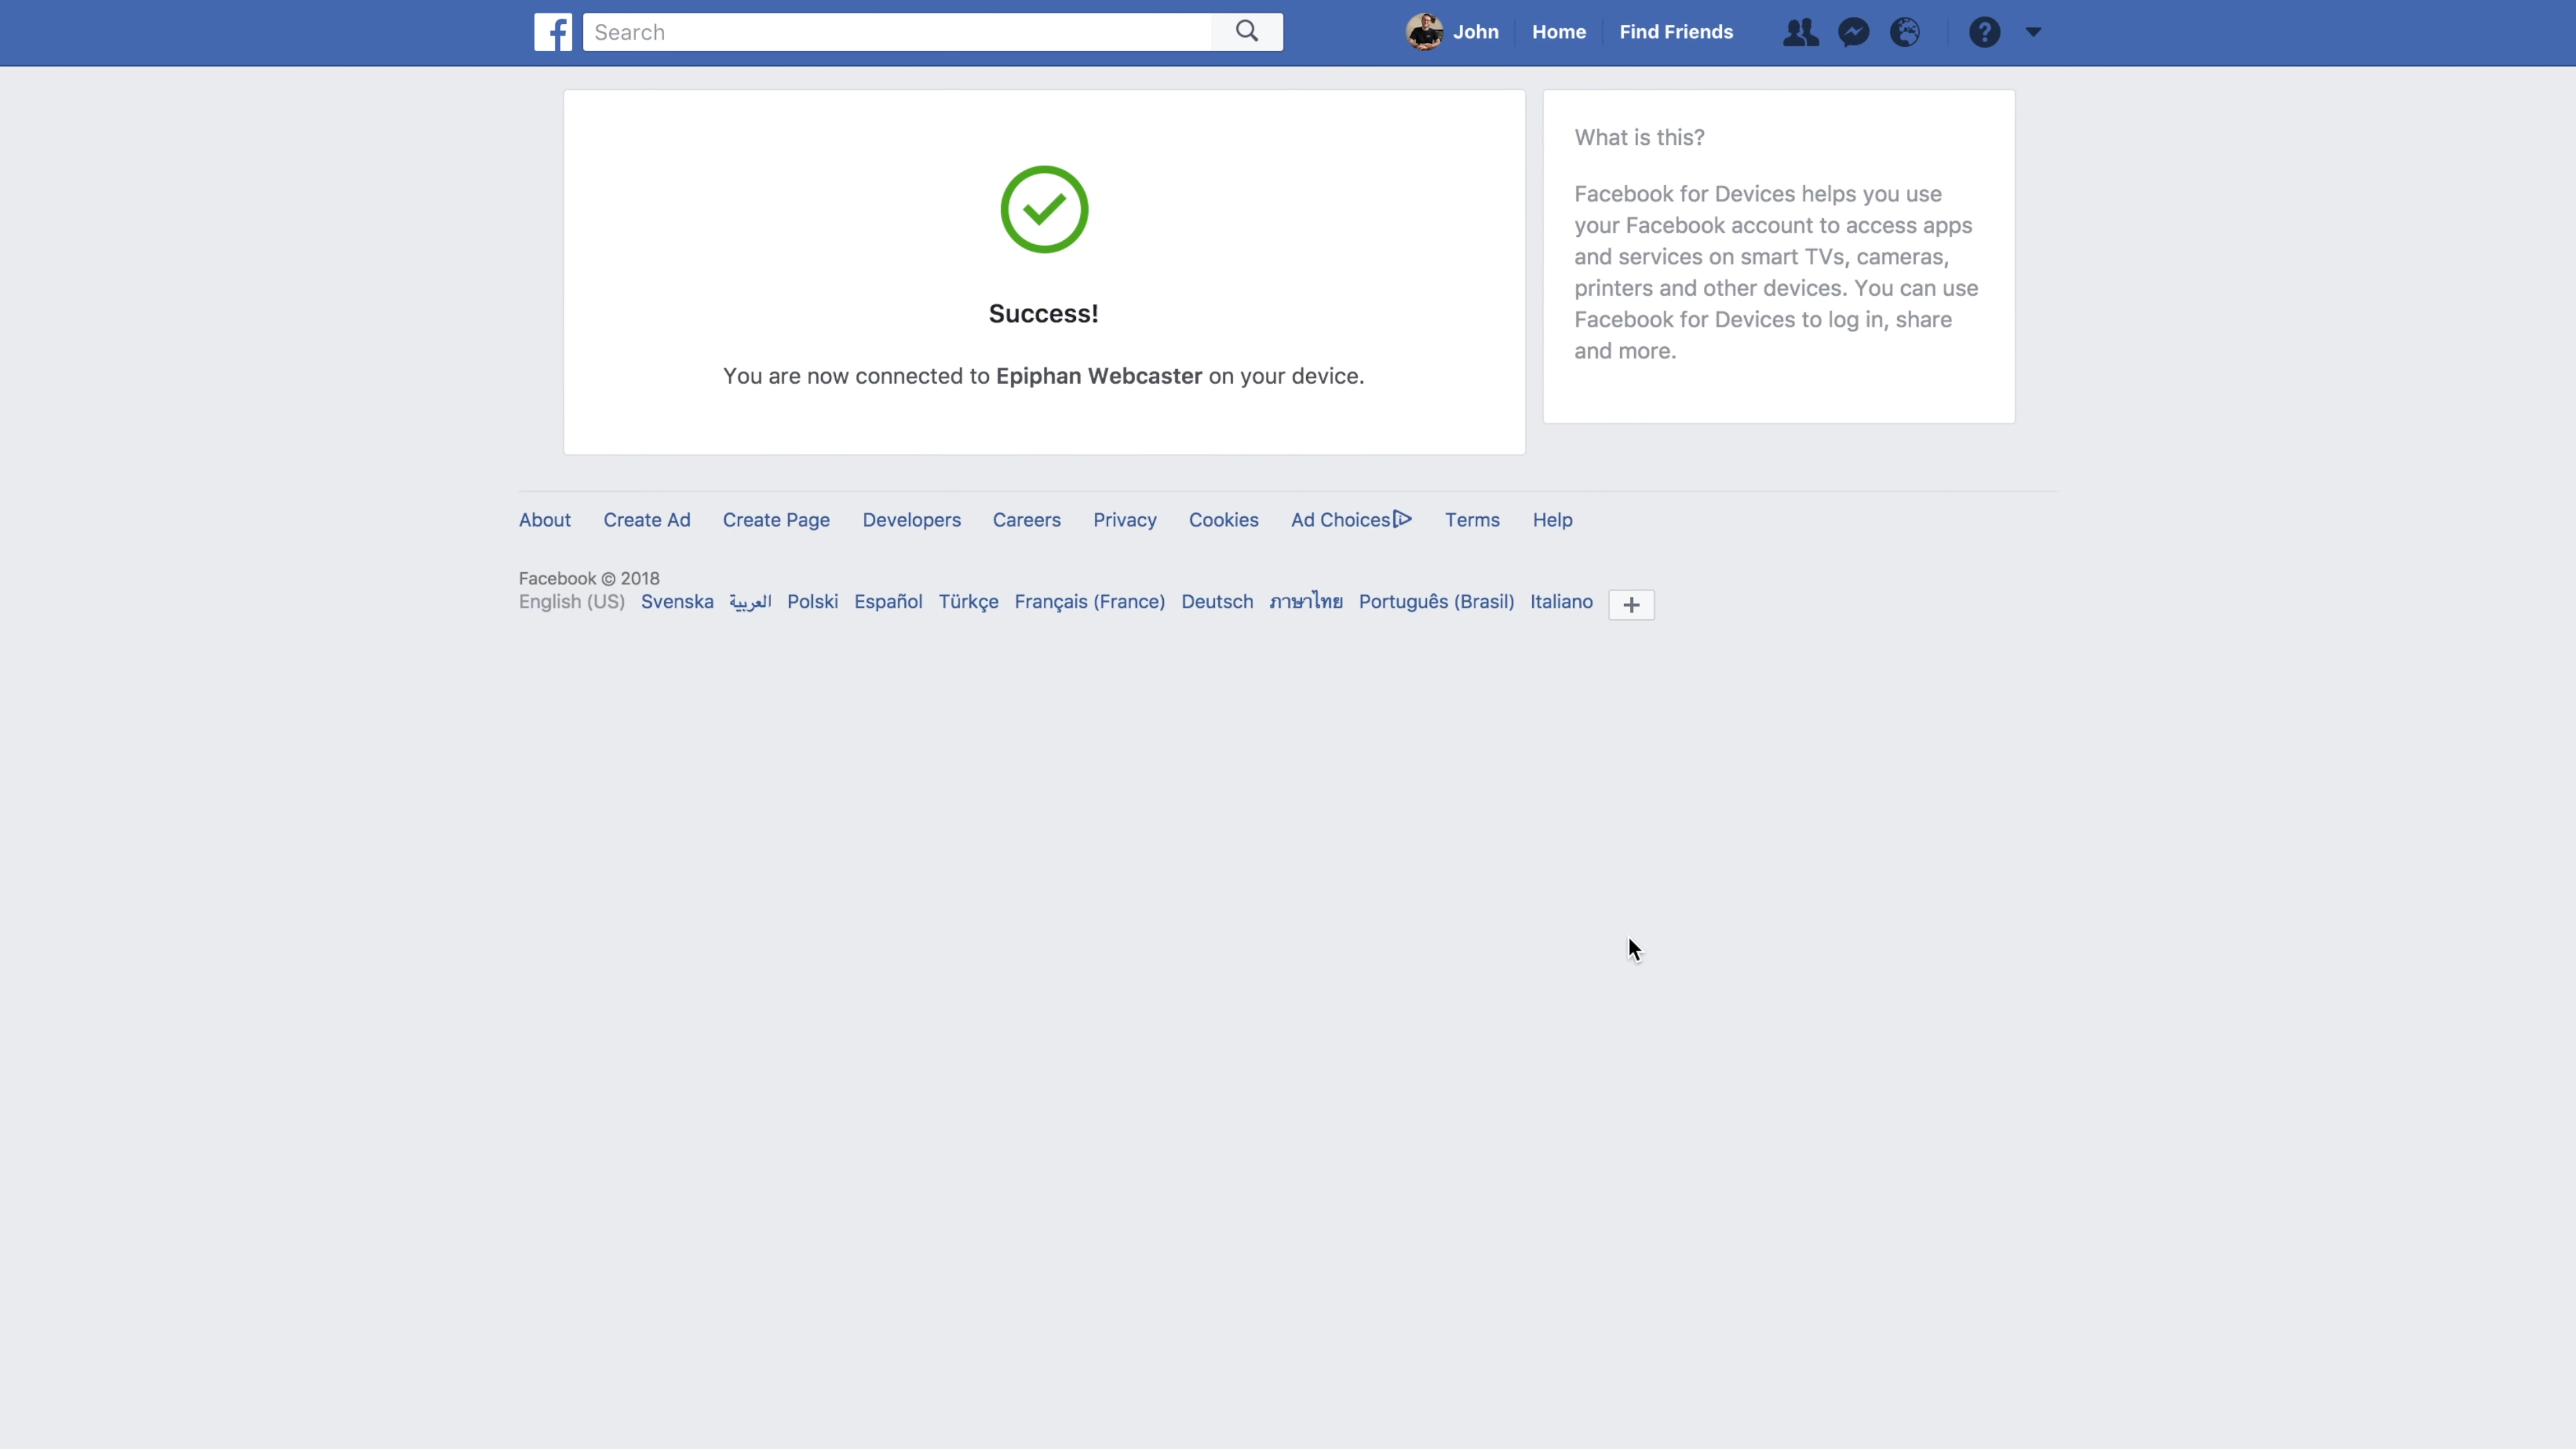 Search
John Home Find Friends
Success!
You are now connected to Epiphan Webcaster on your device.
What is this?
Facebook for Devices helps you use
your Facebook account to access apps
and services on smart TVs, cameras,
printers and other devices. You can use
Facebook for Devices to log in, share
and more.
About Create Ad Create Page Developers Careers Privacy Cookies Ad Choices Terms Help
Facebook © 2018
English (US) Svenska العربية Polski Español Türkçe Français (France) Deutsch ภาษาไทย Português (Brasil) Italiano